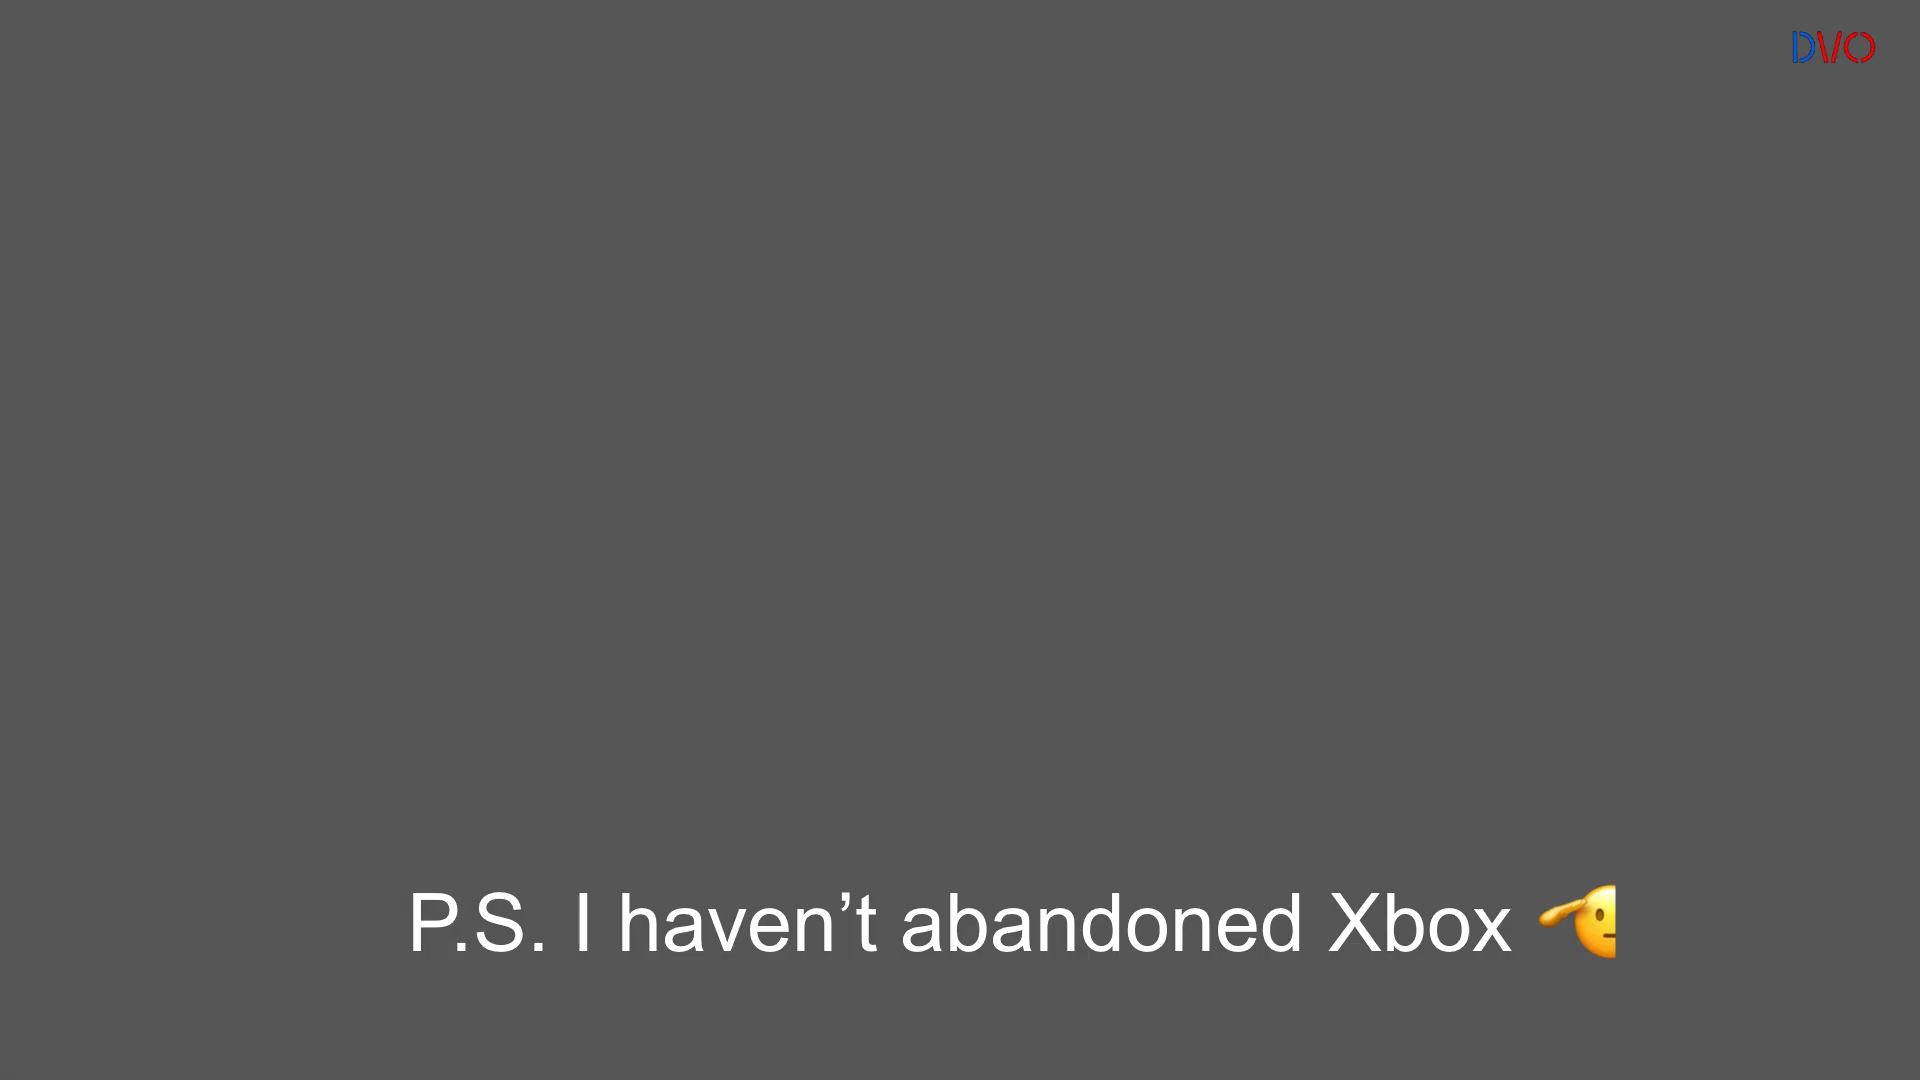 DVO
P.S. I haven’t abandoned Xbox 🫡